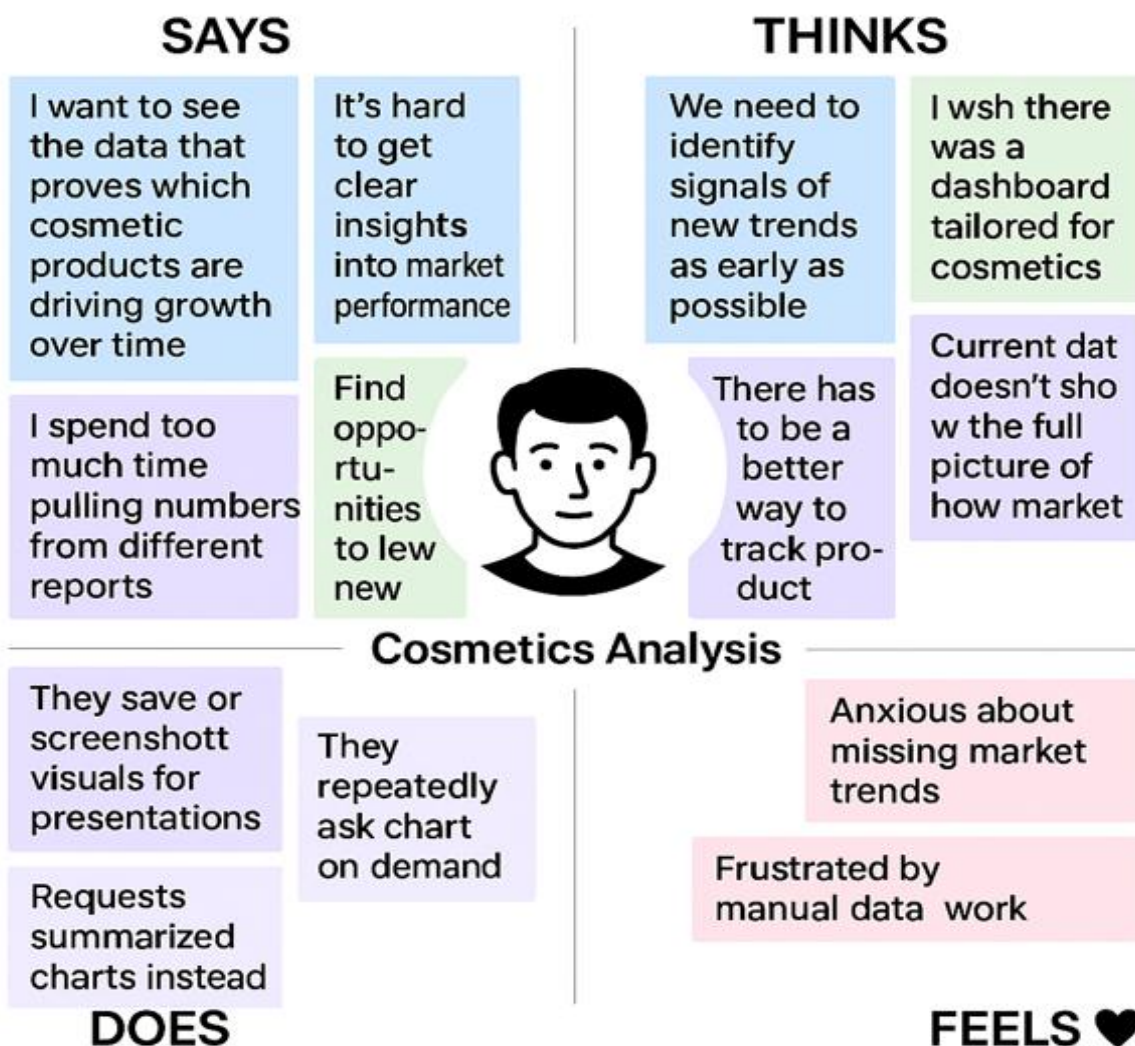 SAYS
I want to see
the data that
proves which
cosmetic
products are
driving growth
over time
It's hard
to get
clear
insights
into market
performance
I spend too
much time
pulling numbers
from different
reports
Find
oppo-
rtu-
nities
to lew
new
THINKS
We need to
identify
signals of
new trends
as early as
possible
I wsh there
was a
dashboard
tailored for
cosmetics
There has
to be a
better
way to
track pro-
duct
Current dat
doesn't sho
w the full
picture of
how market
Cosmetics Analysis
They save or
screenshott
visuals for
presentations
They
repeatedly
ask chart
on demand
Requests
summarized
charts instead
DOES
Anxious about
missing market
trends
Frustrated by
manual data work
FEELS